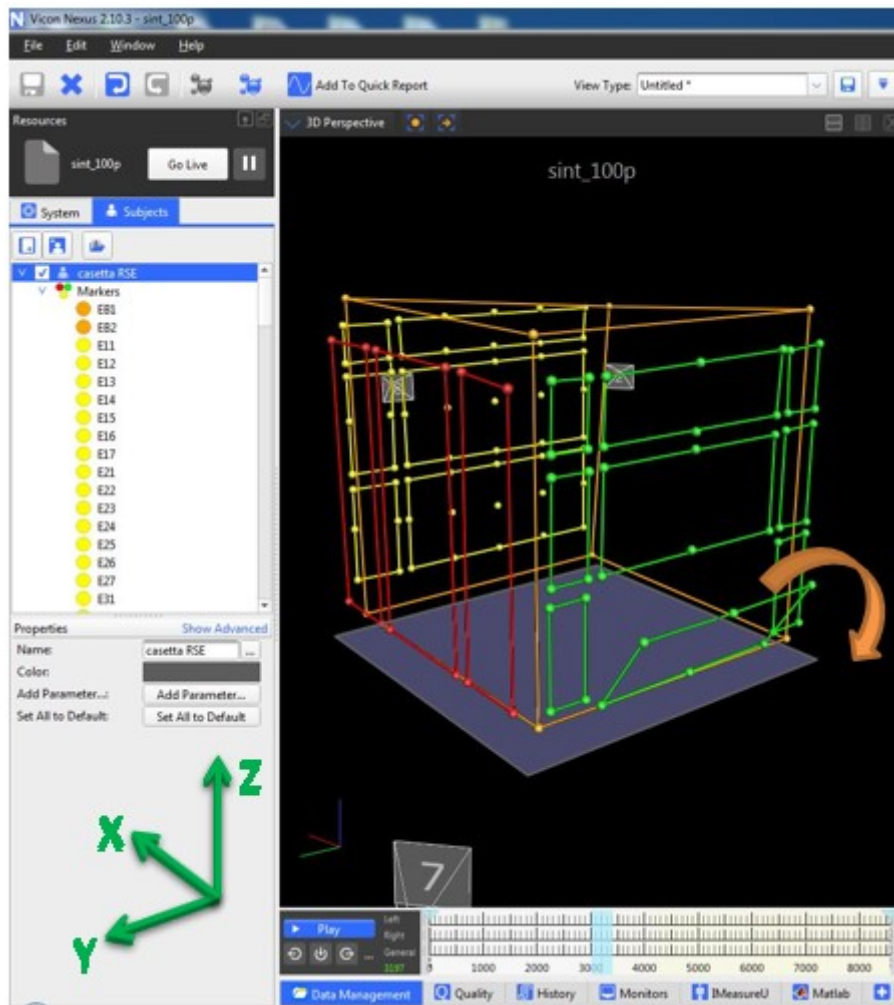 Vicon Nexus 2.10.3 - sint_100p
File Edit Window Help
Add To Quick Report View Type: Untitled *
Resources
sint_100p Go Live
System Subjects
casetta RSE
Markers
EB1
EB2
E11
E12
E13
E14
E15
E16
E17
E21
E22
E23
E24
E25
E26
E27
E31
Properties Show Advanced
Name: casetta RSE ...
Color:
Add Parameter...: Add Parameter...
Set All to Default: Set All to Default
Z
X
Y
3D Perspective
sint_100p
7
Play
Left
Right
General
3197
0 1000 2000 3000 4000 5000 6000 7000 8000
Data Management Quality History Monitors IMeasureU Matlab